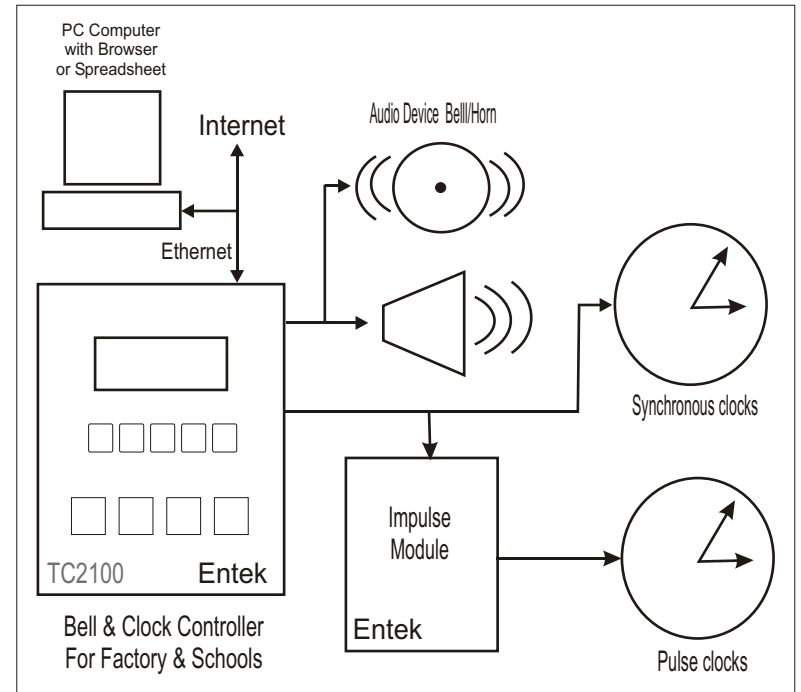 PC Computer
with Browser
or Spreadsheet
Internet
Ethernet
Audio Device Belll/Horn
Synchronous clocks
Impulse
Module
Entek
TC2100 Entek
Bell & Clock Controller
For Factory & Schools
Pulse clocks